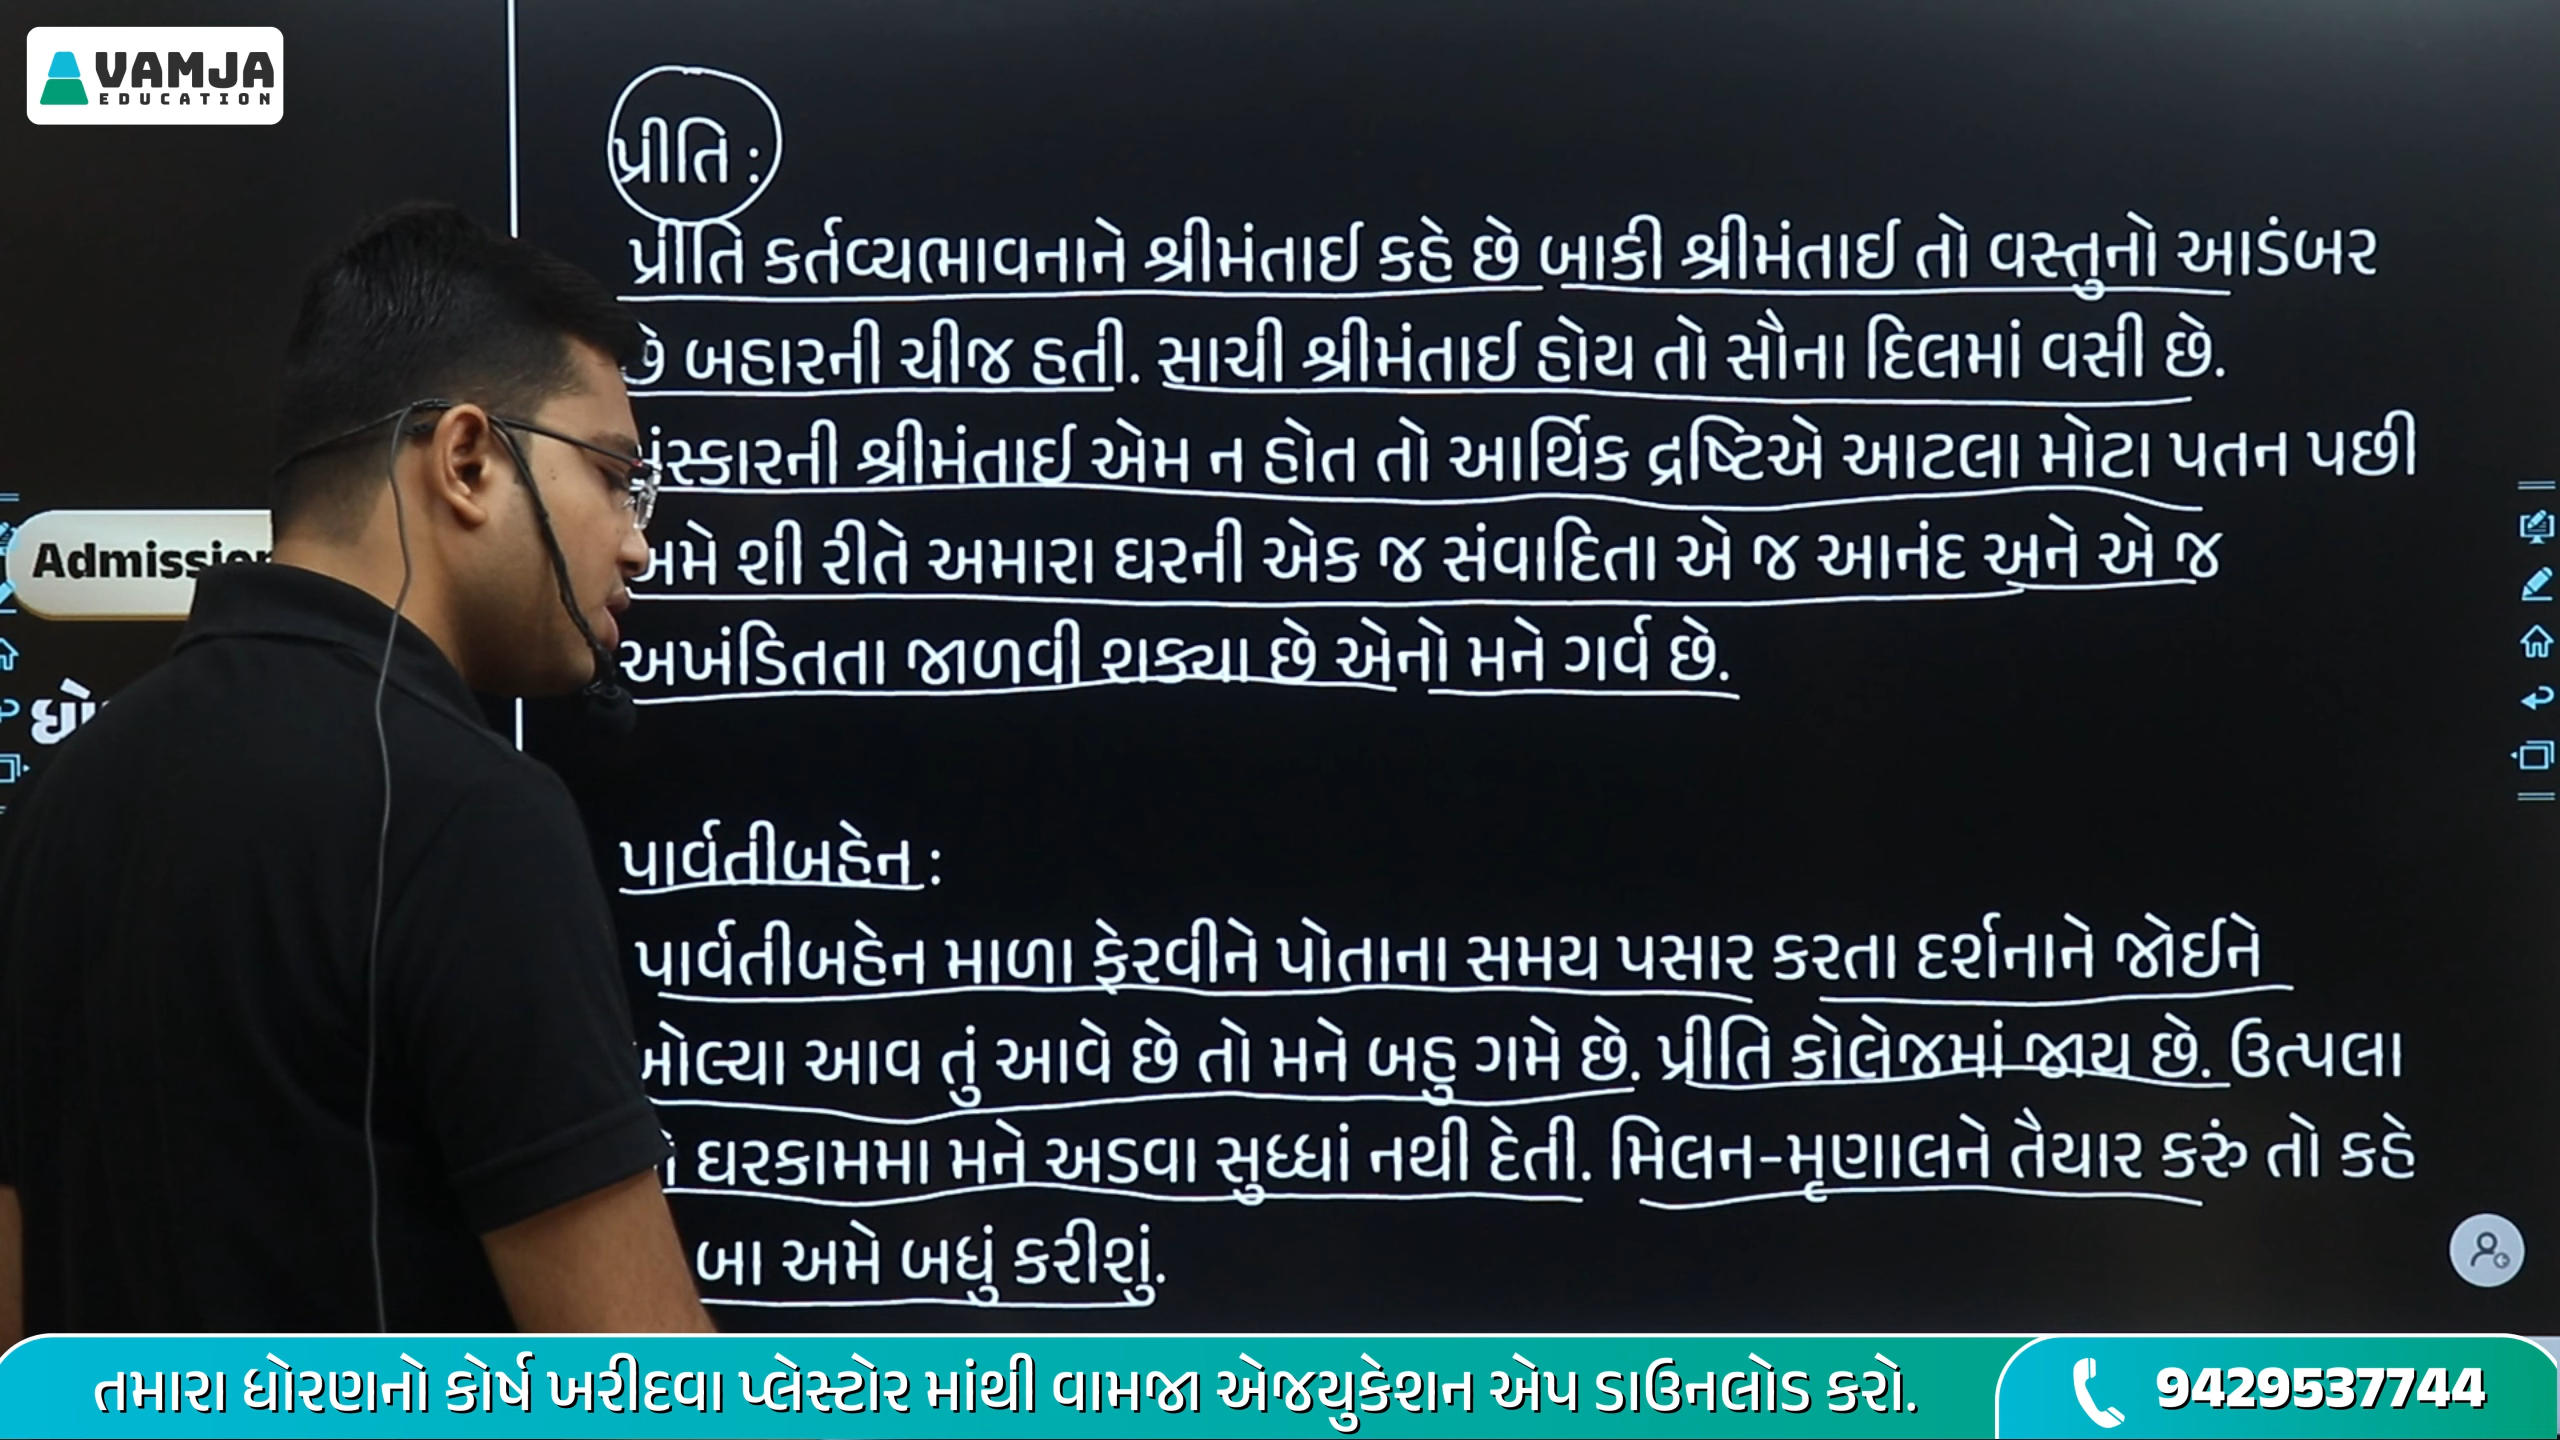 VAMJA
EDUCATION
પ્રીતિ :
પ્રીતિ કર્તવ્યભાવનાને શ્રીમંતાઈ કહે છે બાકી શ્રીમંતાઈ તો વસ્તુનો આડંબર
છે બહારની ચીજ હતી. સાચી શ્રીમંતાઈ હોય તો સૌના દિલમાં વસી છે.
સંસ્કારની શ્રીમંતાઈ એમ ન હોત તો આર્થિક દ્રષ્ટિએ આટલા મોટા પતન પછી
અમે શી રીતે અમારા ઘરની એક જ સંવાદિતા એ જ આનંદ અને એ જ
અખંડિતતા જાળવી શક્યા છે એનો મને ગર્વ છે.
પાર્વતીબહેન :
પાર્વતીબહેન માળા ફેરવીને પોતાના સમય પસાર કરતા દર્શનાને જોઈને
આવ તું આવે છે તો મને બહુ ગમે છે. પ્રીતિ કોલેજમાં જાય છે. ઉત્પલા
ઘરકામમા મને અડવા સુધ્ધાં નથી દેતી. મિલન-મૃણાલને તૈયાર કરું તો કહે
બા અમે બધું કરીશું.
તમારા ધોરણનો કોર્ષ ખરીદવા પ્લેસ્ટોર માંથી વામજા એજયુકેશન એપ ડાઉનલોડ કરો.
9429537744